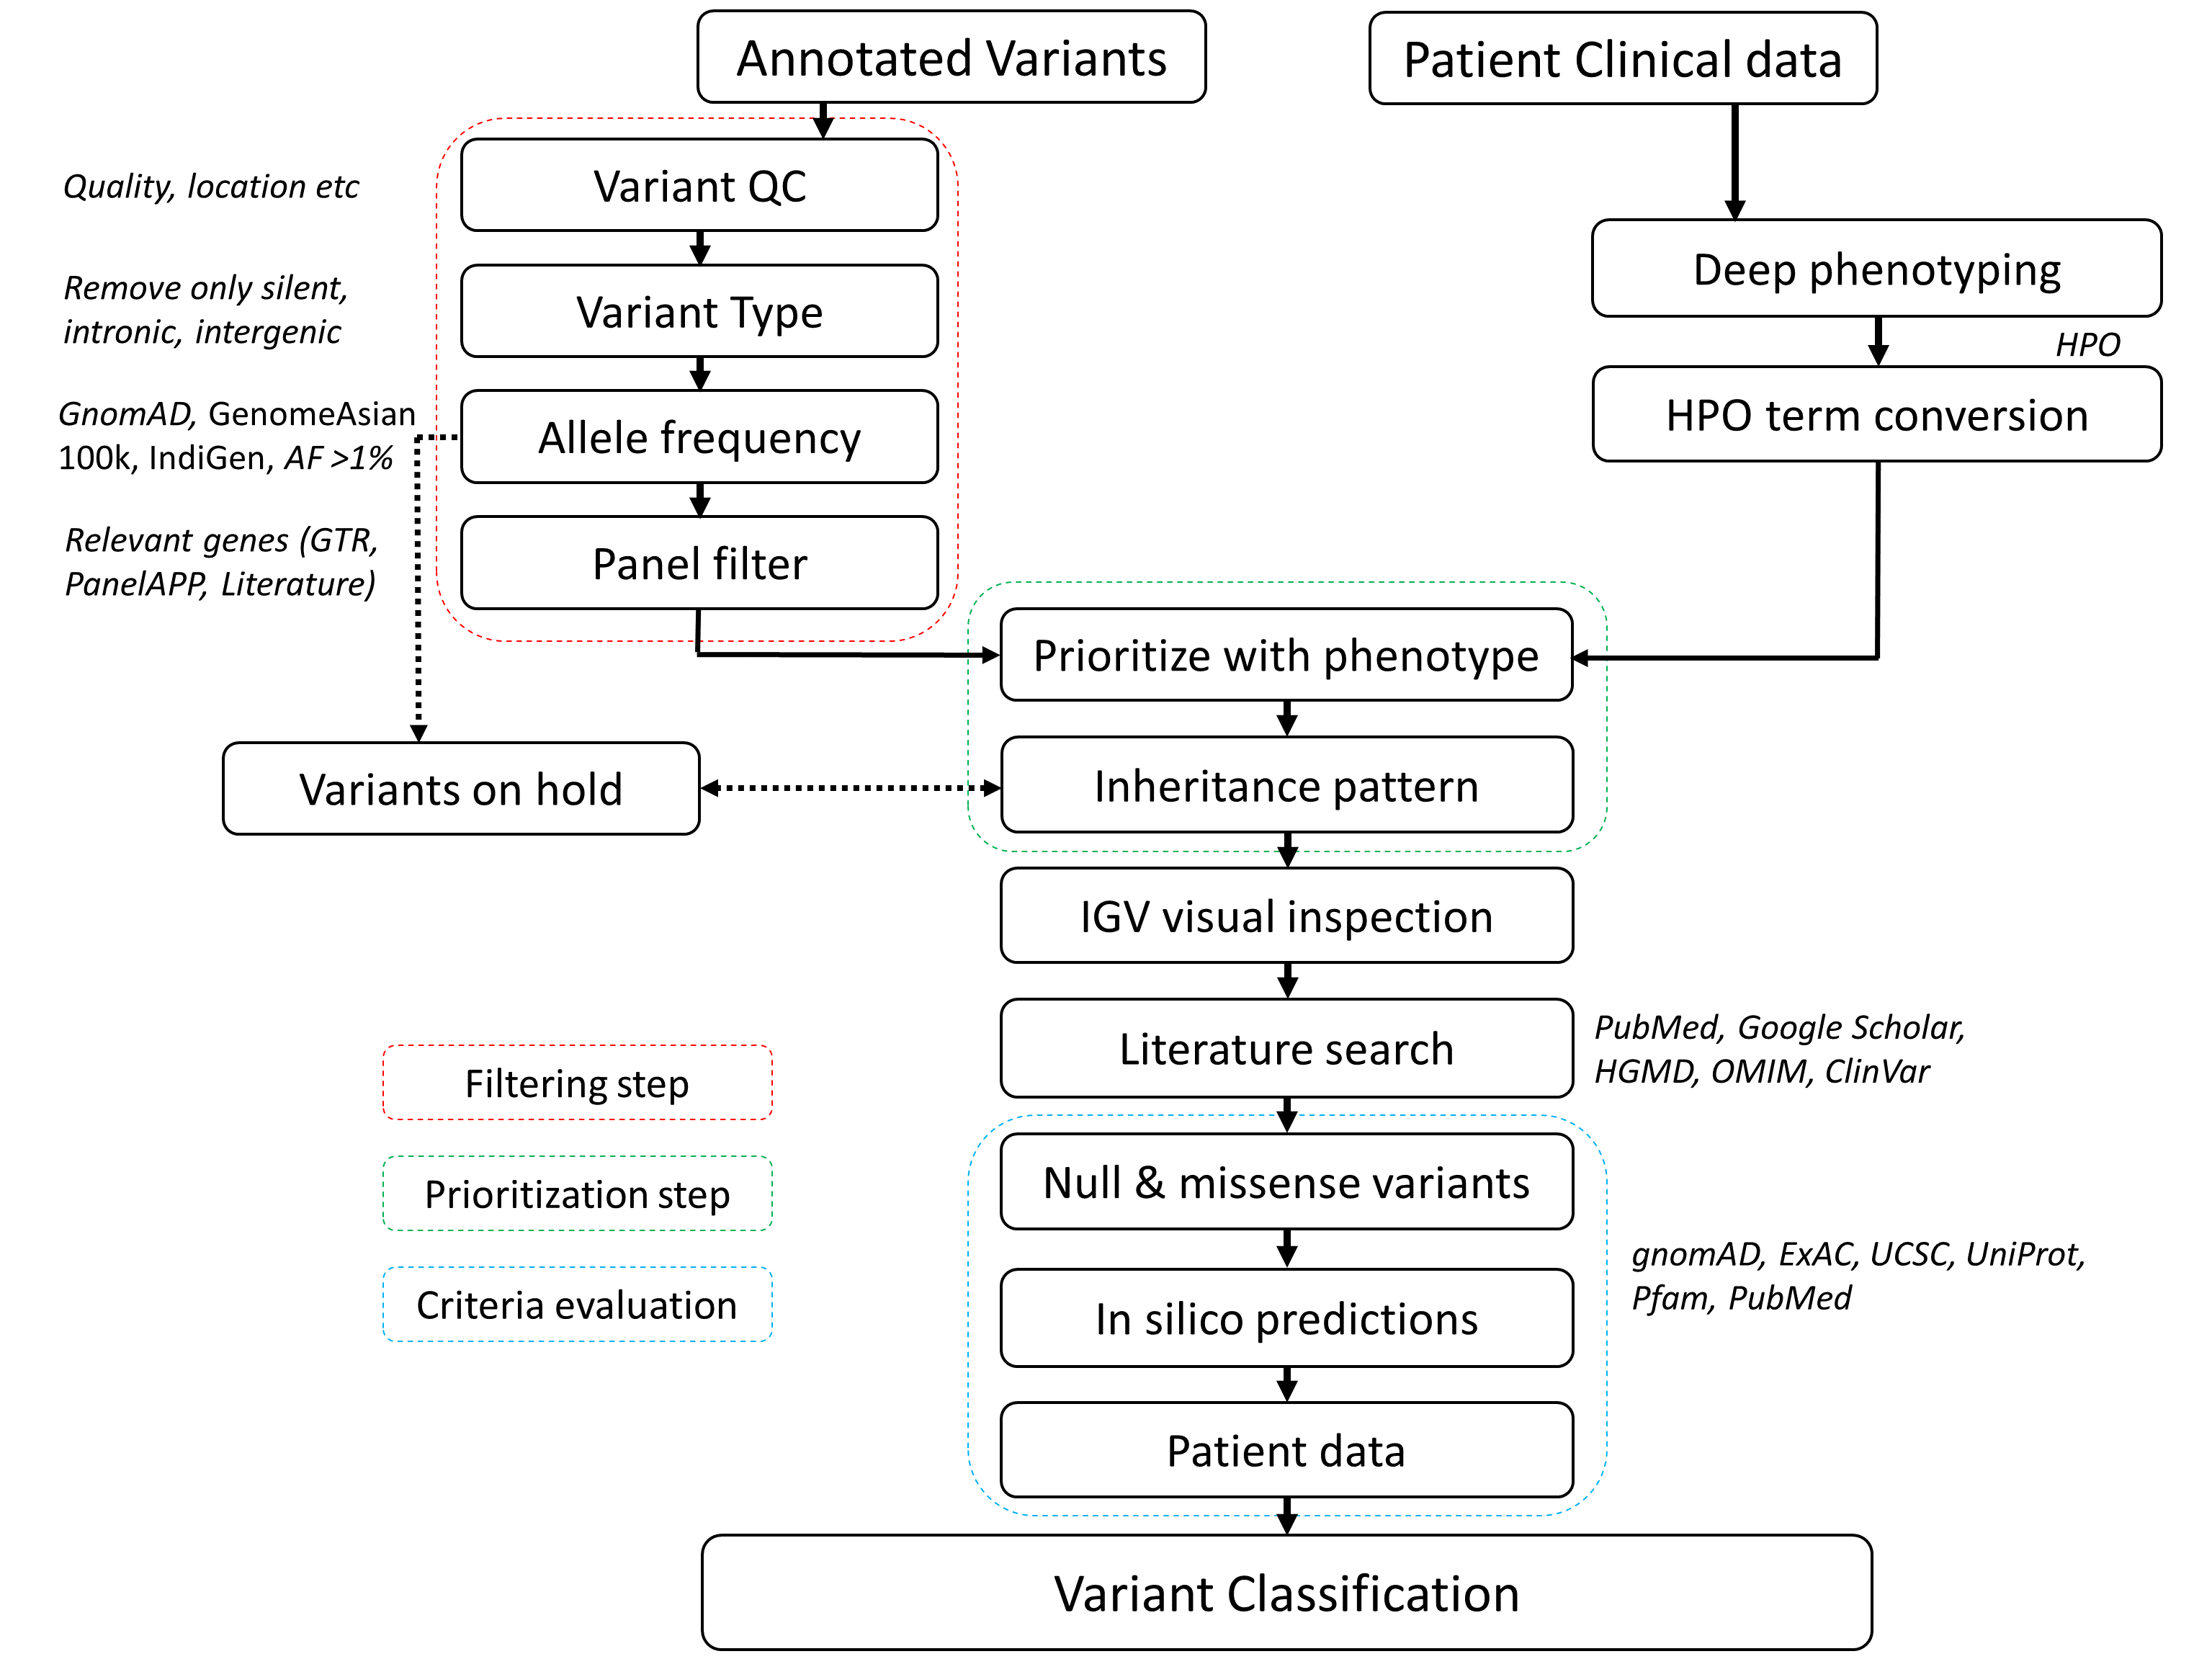 Annotated Variants
Patient Clinical data
Quality, location etc
Variant QC
Remove only silent,
intronic, intergenic
Variant Type
Deep phenotyping
HPO
HPO term conversion
GnomAD, GenomeAsian
100k, IndiGen, AF >1%
Allele frequency
Relevant genes (GTR,
PanelAPP, Literature)
Panel filter
Prioritize with phenotype
Variants on hold
Inheritance pattern
IGV visual inspection
Literature search
PubMed, Google Scholar,
HGMD, OMIM, ClinVar
Filtering step
Prioritization step
Criteria evaluation
Null & missense variants
In silico predictions
gnomAD, ExAC, UCSC, UniProt,
Pfam, PubMed
Patient data
Variant Classification